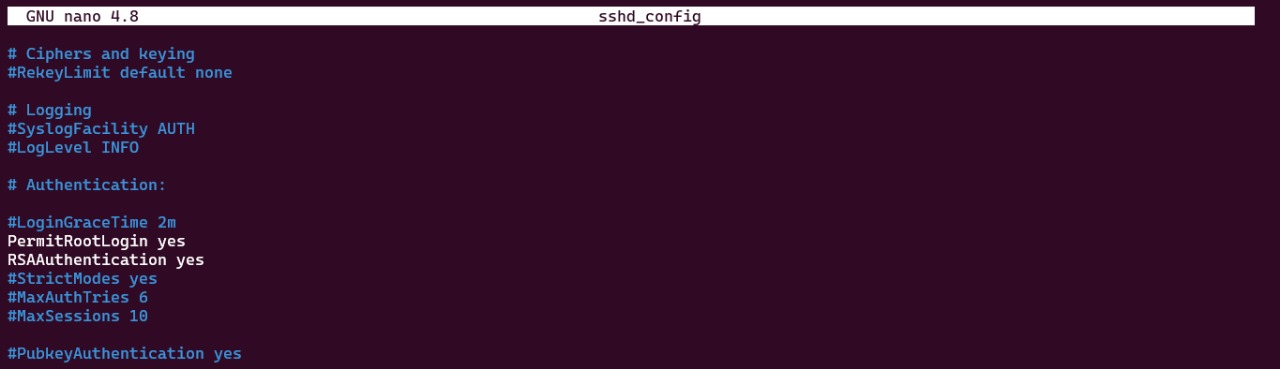 GNU nano 4.8 sshd_config
# Ciphers and keying
#RekeyLimit default none
# Logging
#SyslogFacility AUTH
#LogLevel INFO
# Authentication:
#LoginGraceTime 2m
PermitRootLogin yes
RSAAuthentication yes
#StrictModes yes
#MaxAuthTries 6
#MaxSessions 10
#PubkeyAuthentication yes